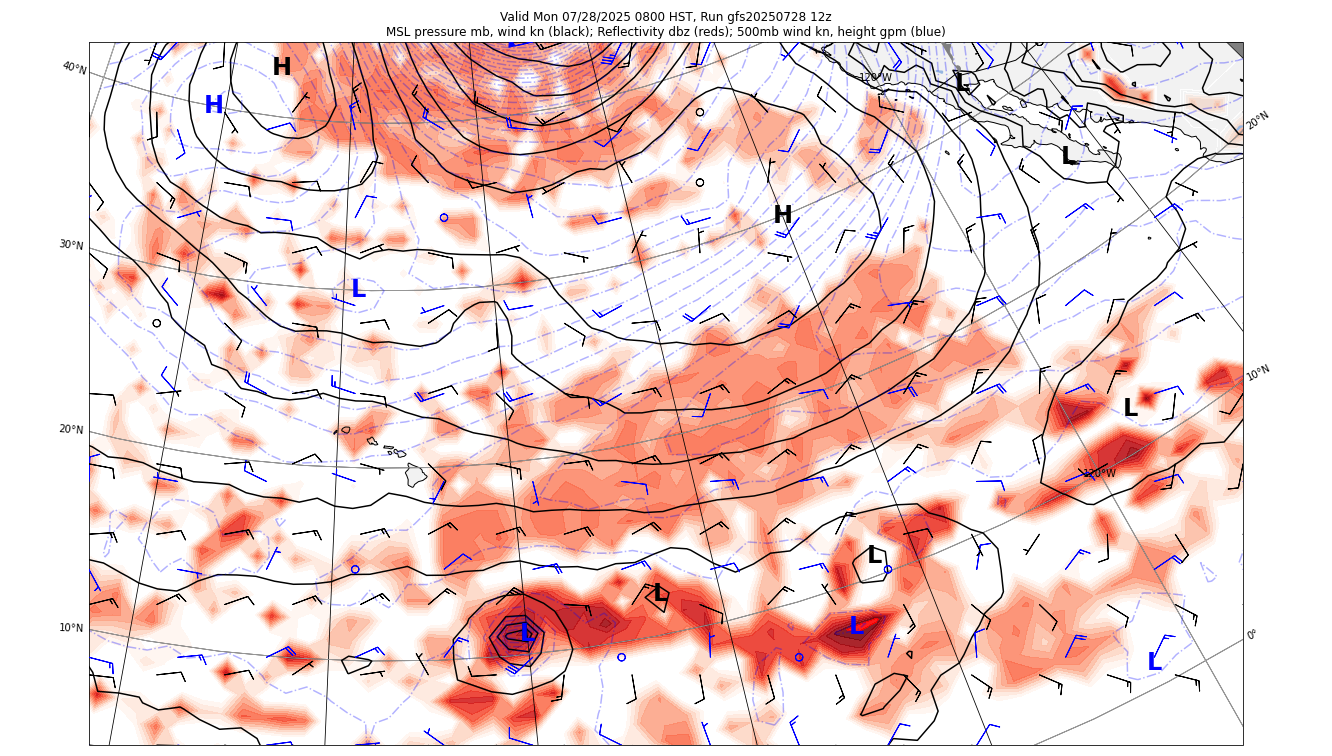 Valid Mon 07/28/2025 0800 HST, Run gfs20250728 12z
MSL pressure mb, wind kn (black); Reflectivity dbz (reds); 500mb wind kn, height gpm (blue)
40°N
H
120°W
L
H
20°N
L
30°N
H
L
10°N
L
20°N
120°W
L
L
10°N
L
L
0°
L